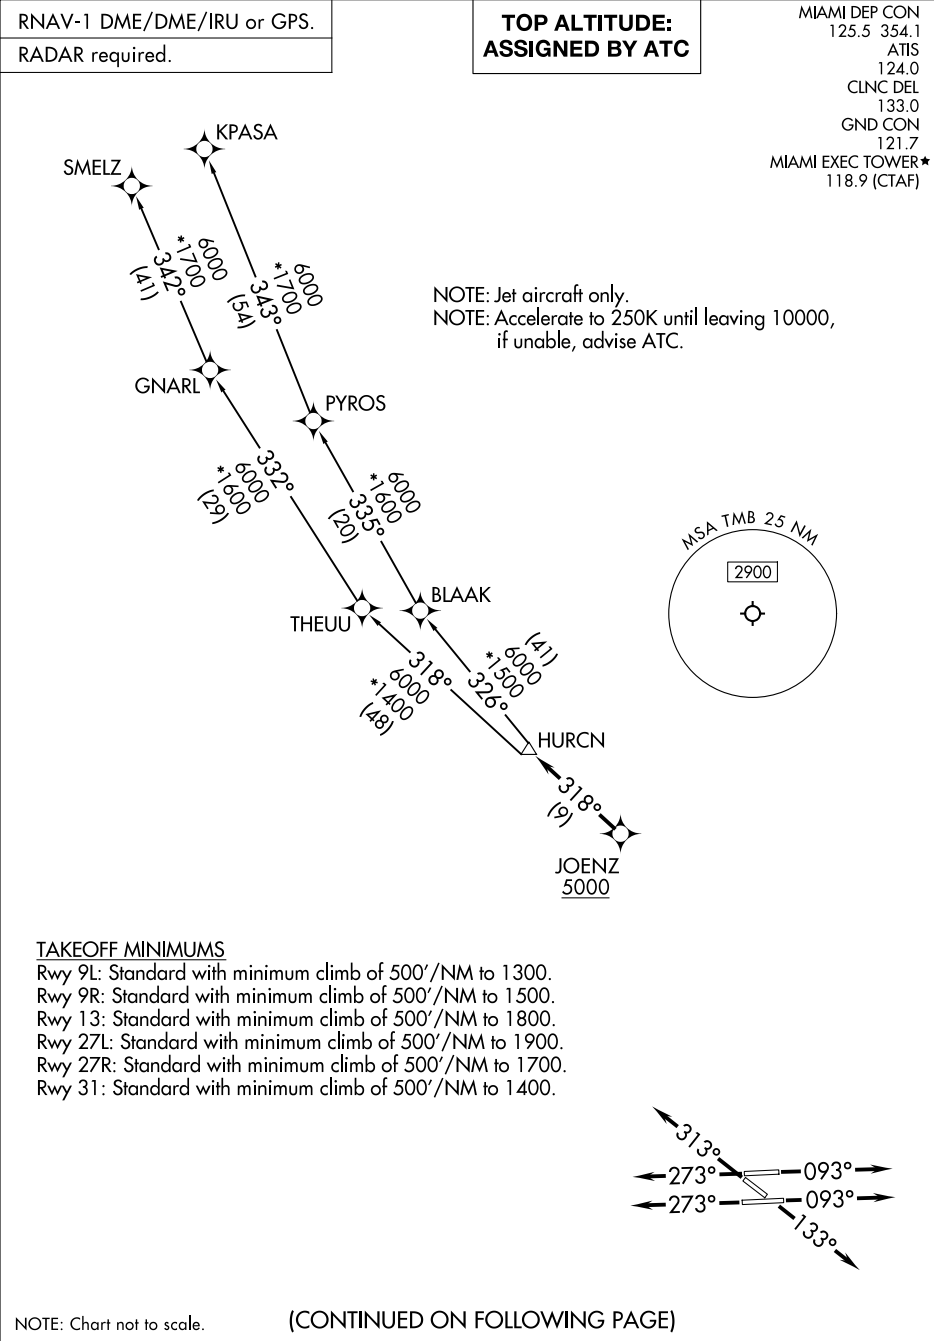 RNAV-1 DME/DME/IRU or GPS.
RADAR required.
TOP ALTITUDE:
ASSIGNED BY ATC
MIAMI DEP CON
125.5 354.1
ATIS
124.0
CLNC DEL
133.0
GND CON
121.7
MIAMI EXEC TOWER★
118.9 (CTAF)
KPASA
SMELZ
6000
*1700
342°
(41)
6000
*1700
343°
(54)
NOTE: Jet aircraft only.
NOTE: Accelerate to 250K until leaving 10000,
if unable, advise ATC.
GNARL
PYROS
332°
6000
*1600
(29)
6000
*1600
335°
(20)
MSA TMB 25 NM
2900
BLAAK
THEUU
318°
6000
*1400
(48)
(41)
6000
*1500
326°
HURCN
318°
(9)
JOENZ
5000
TAKEOFF MINIMUMS
Rwy 9L: Standard with minimum climb of 500'/NM to 1300.
Rwy 9R: Standard with minimum climb of 500'/NM to 1500.
Rwy 13: Standard with minimum climb of 500'/NM to 1800.
Rwy 27L: Standard with minimum climb of 500'/NM to 1900.
Rwy 27R: Standard with minimum climb of 500'/NM to 1700.
Rwy 31: Standard with minimum climb of 500'/NM to 1400.
313°
273° 093°
273° 093°
133°
NOTE: Chart not to scale.
(CONTINUED ON FOLLOWING PAGE)